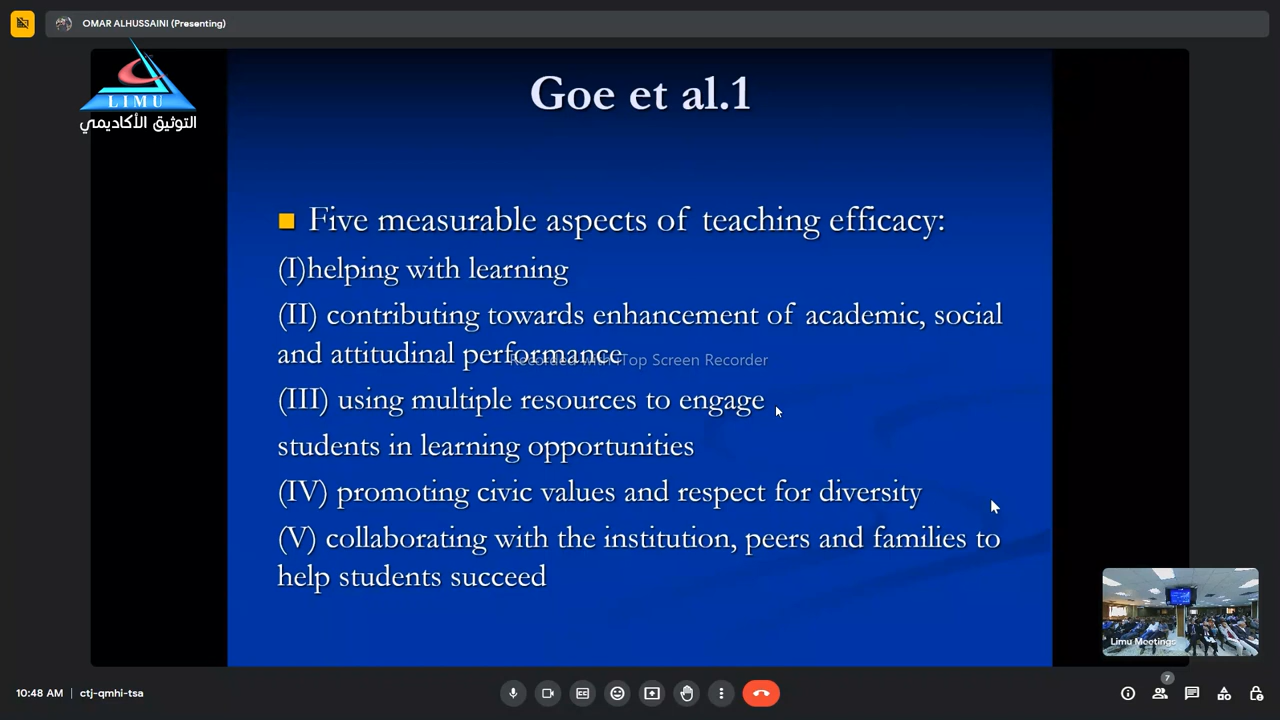 OMAR ALHUSSAINI (Presenting)
LIMU
التوثيق الأكاديمي
Goe et al.1
Five measurable aspects of teaching efficacy:
(I)helping with learning
(II) contributing towards enhancement of academic, social
and attitudinal performance
Recorded with iTop Screen Recorder
(III) using multiple resources to engage
students in learning opportunities
(IV) promoting civic values and respect for diversity
(V) collaborating with the institution, peers and families to
help students succeed
Limu Meetings
7
10:48 AM | ctj-qmhi-tsa